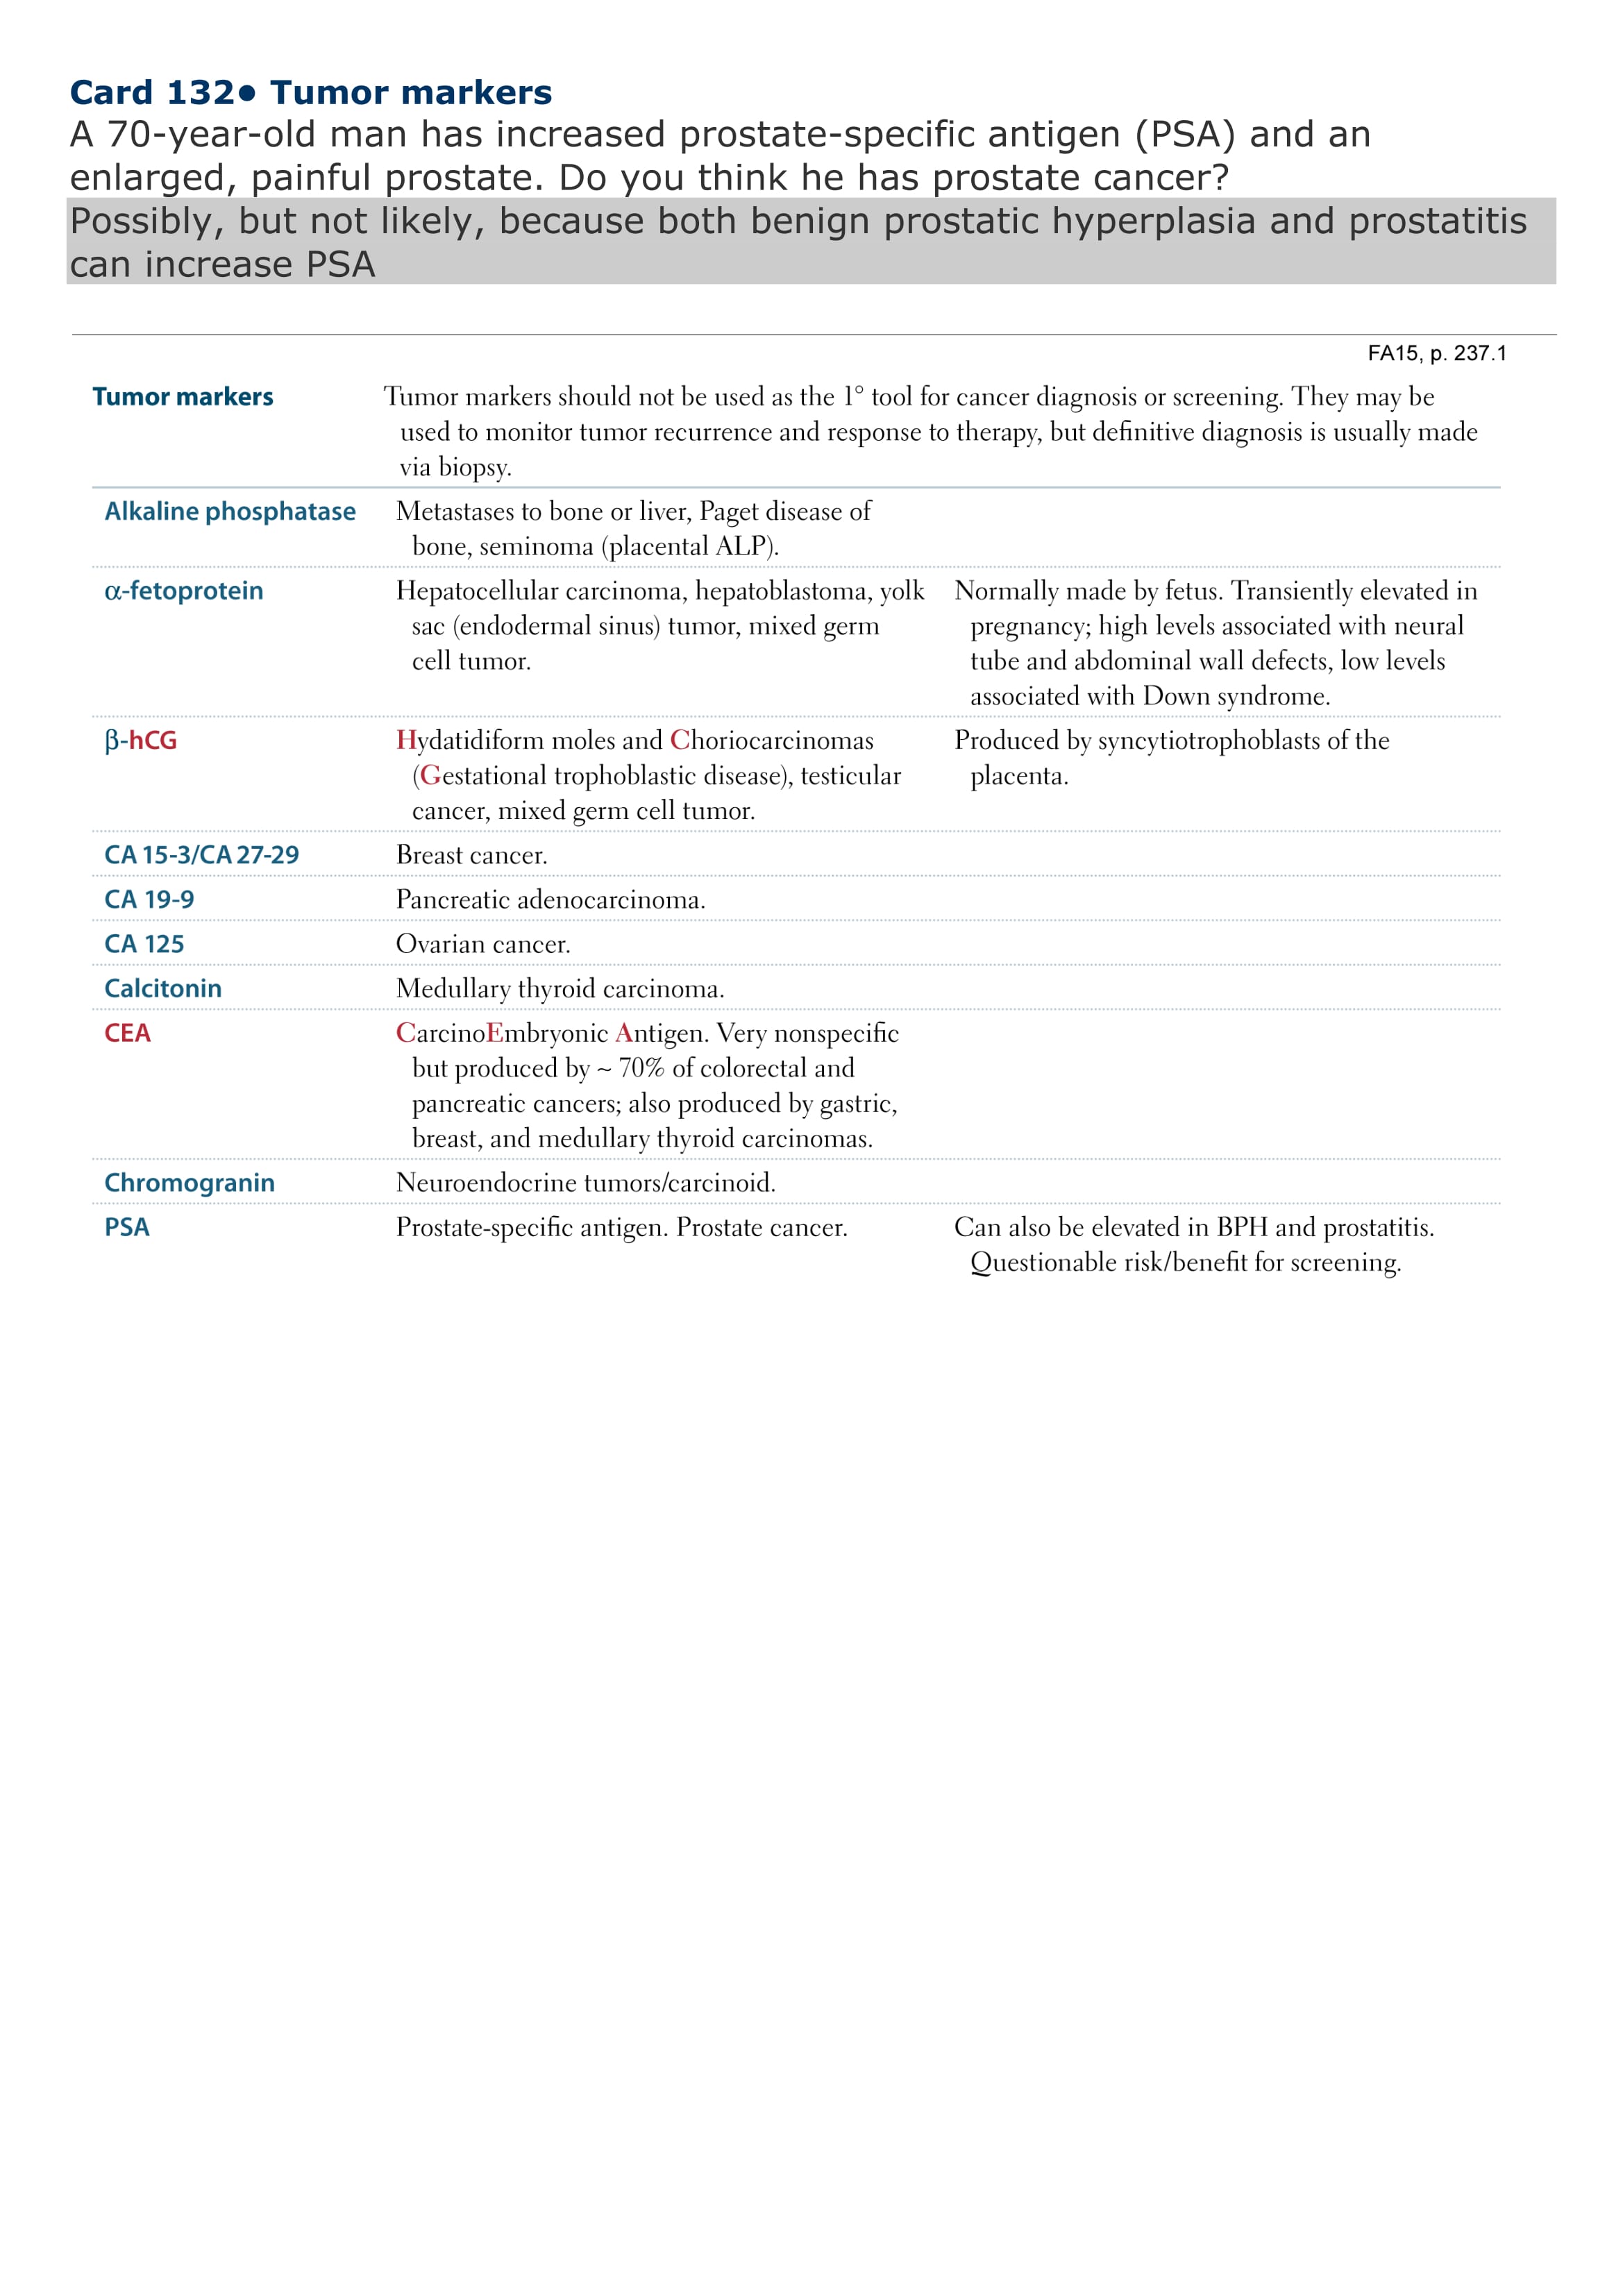 Card 132• Tumor markers
A 70-year-old man has increased prostate-specific antigen (PSA) and an
enlarged, painful prostate. Do you think he has prostate cancer?
Possibly, but not likely, because both benign prostatic hyperplasia and prostatitis
can increase PSA
FA15, p. 237.1
Tumor markers
Tumor markers should not be used as the 1° tool for cancer diagnosis or screening. They may be
used to monitor tumor recurrence and response to therapy, but definitive diagnosis is usually made
via biopsy.
Alkaline phosphatase
Metastases to bone or liver, Paget disease of
bone, seminoma (placental ALP).
α-fetoprotein
Hepatocellular carcinoma, hepatoblastoma, yolk
sac (endodermal sinus) tumor, mixed germ
cell tumor.
Normally made by fetus. Transiently elevated in
pregnancy; high levels associated with neural
tube and abdominal wall defects, low levels
associated with Down syndrome.
β-hCG
Hydatidiform moles and Choriocarcinomas
(Gestational trophoblastic disease), testicular
cancer, mixed germ cell tumor.
Produced by syncytiotrophoblasts of the
placenta.
CA 15-3/CA 27-29
Breast cancer.
CA 19-9
Pancreatic adenocarcinoma.
CA 125
Ovarian cancer.
Calcitonin
Medullary thyroid carcinoma.
CEA
CarcinoEmbryonic Antigen. Very nonspecific
but produced by ~ 70% of colorectal and
pancreatic cancers; also produced by gastric,
breast, and medullary thyroid carcinomas.
Chromogranin
Neuroendocrine tumors/carcinoid.
PSA
Prostate-specific antigen. Prostate cancer.
Can also be elevated in BPH and prostatitis.
Questionable risk/benefit for screening.